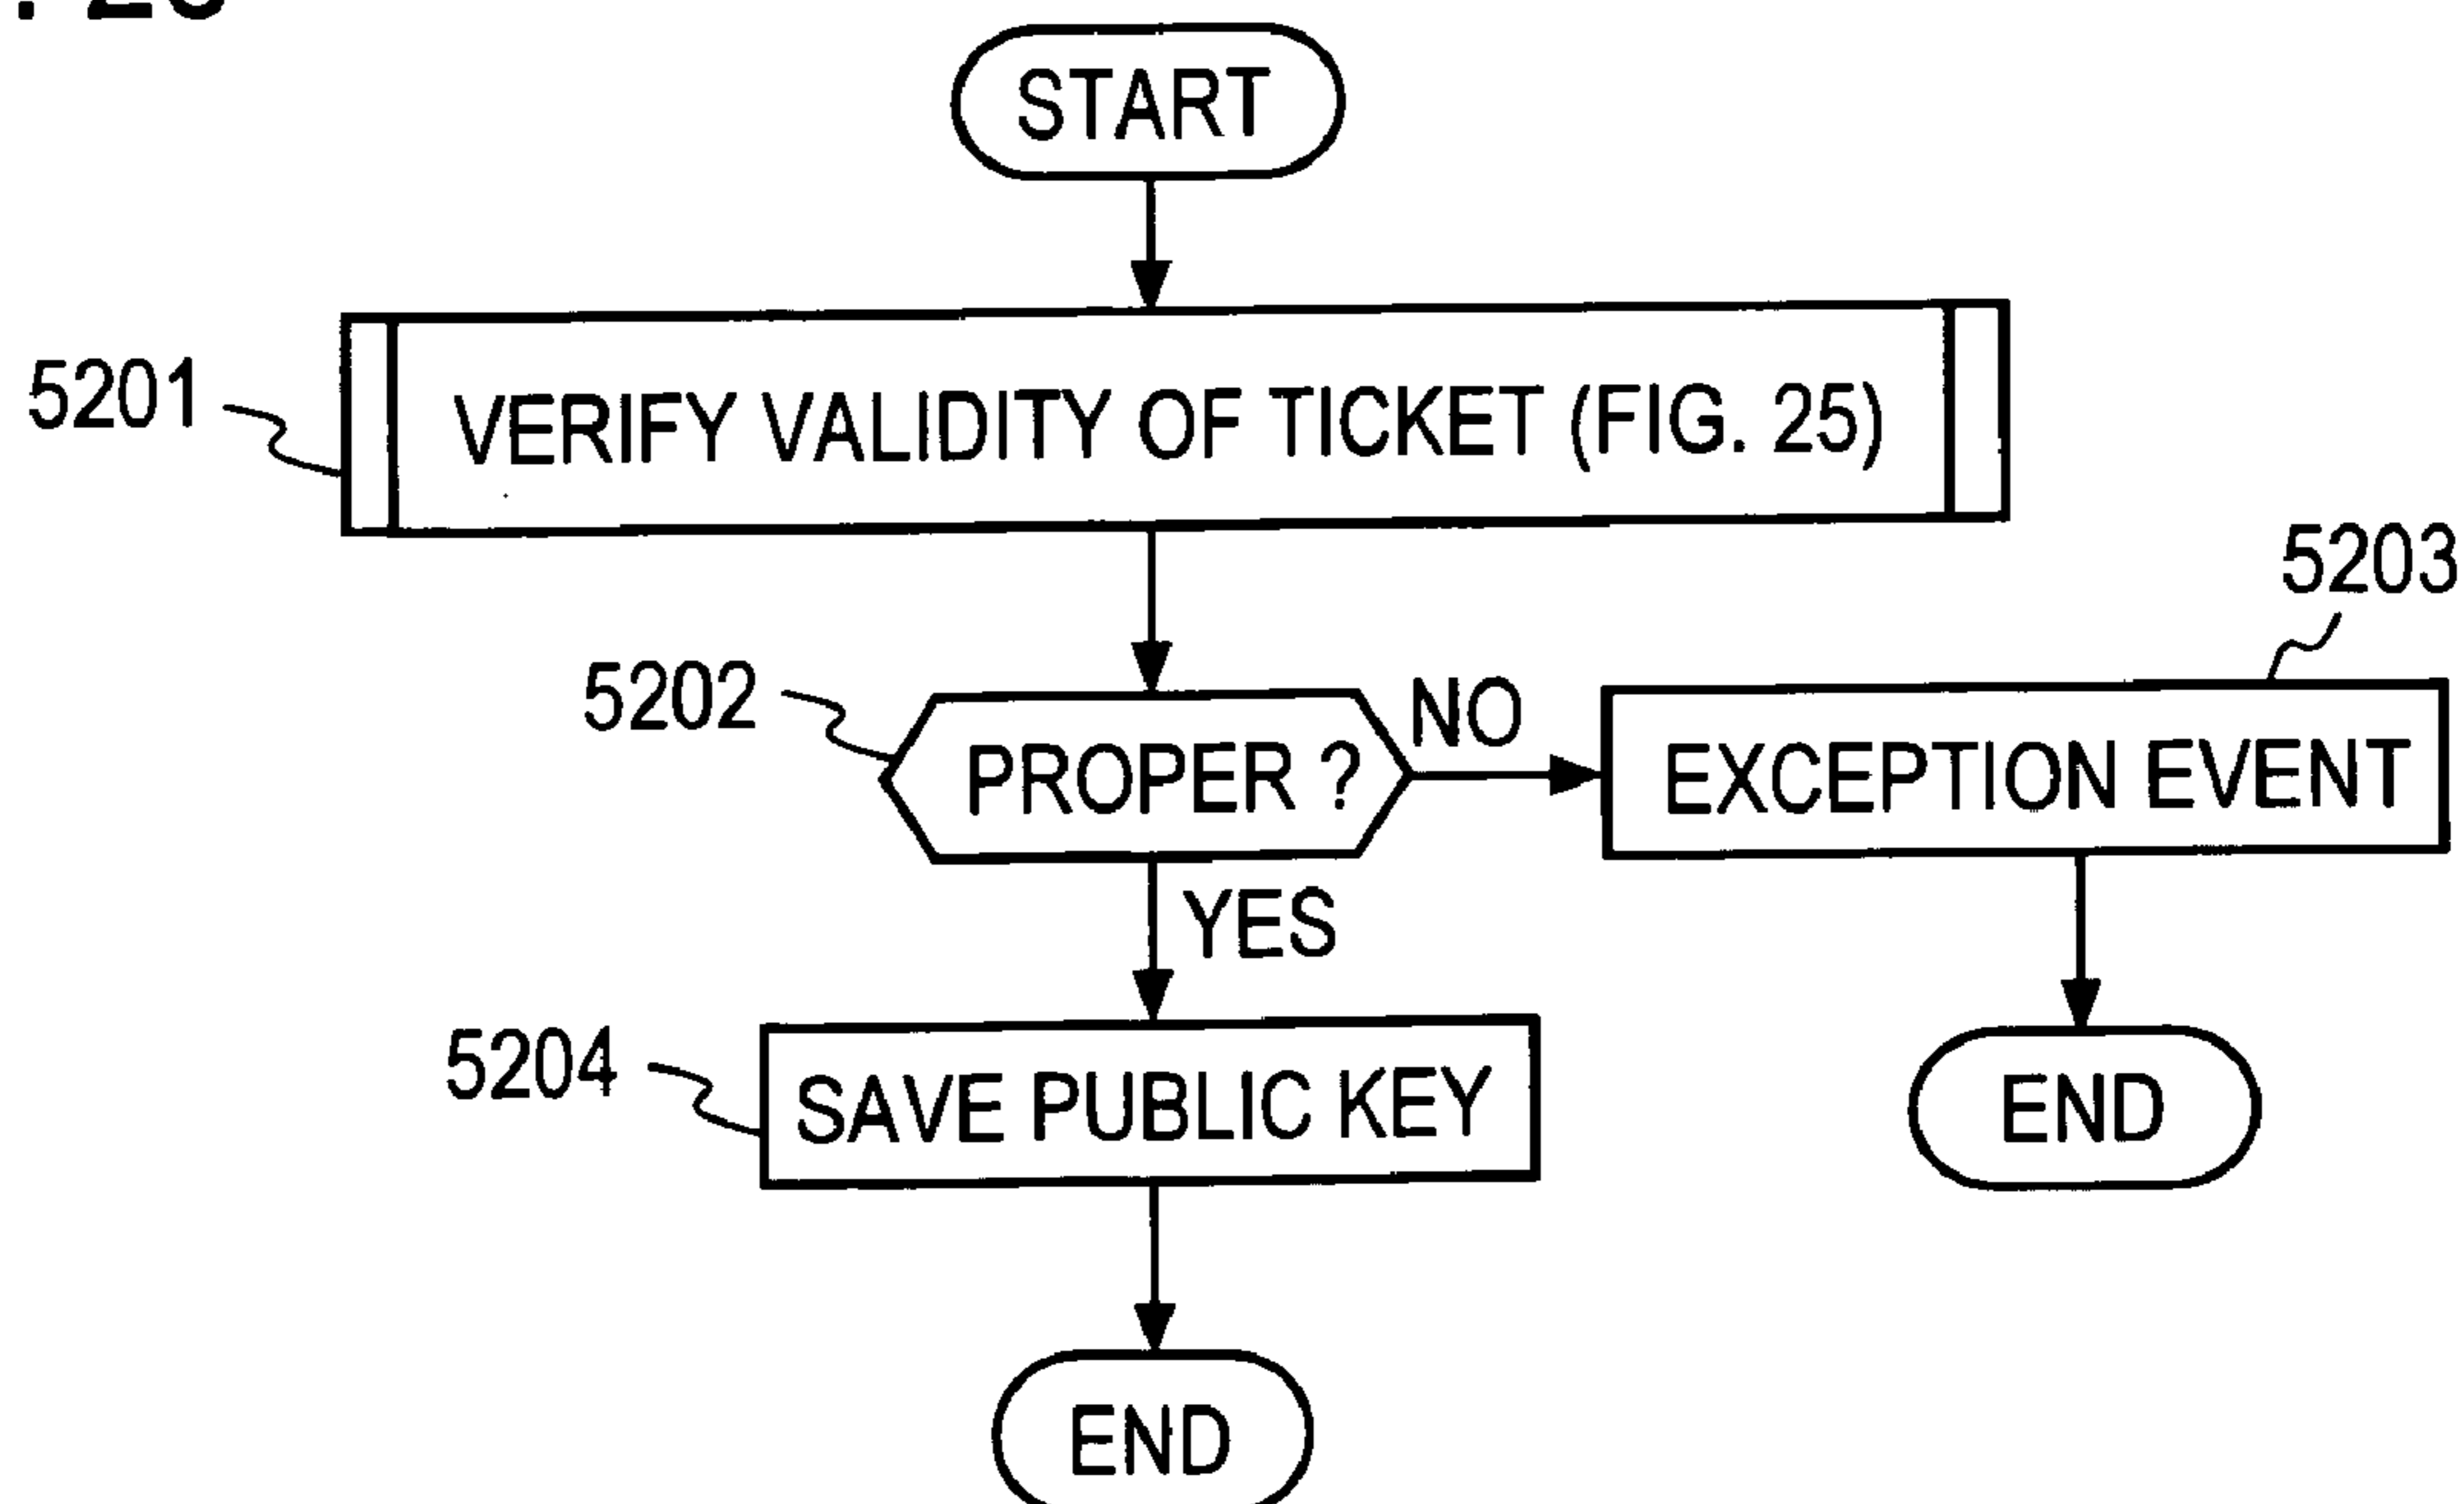 START
5201
VERIFY VALIDITY OF TICKET (FIG. 25)
5203
5202
PROPER ?
NO
EXCEPTION EVENT
YES
5204
SAVE PUBLIC KEY
END
END